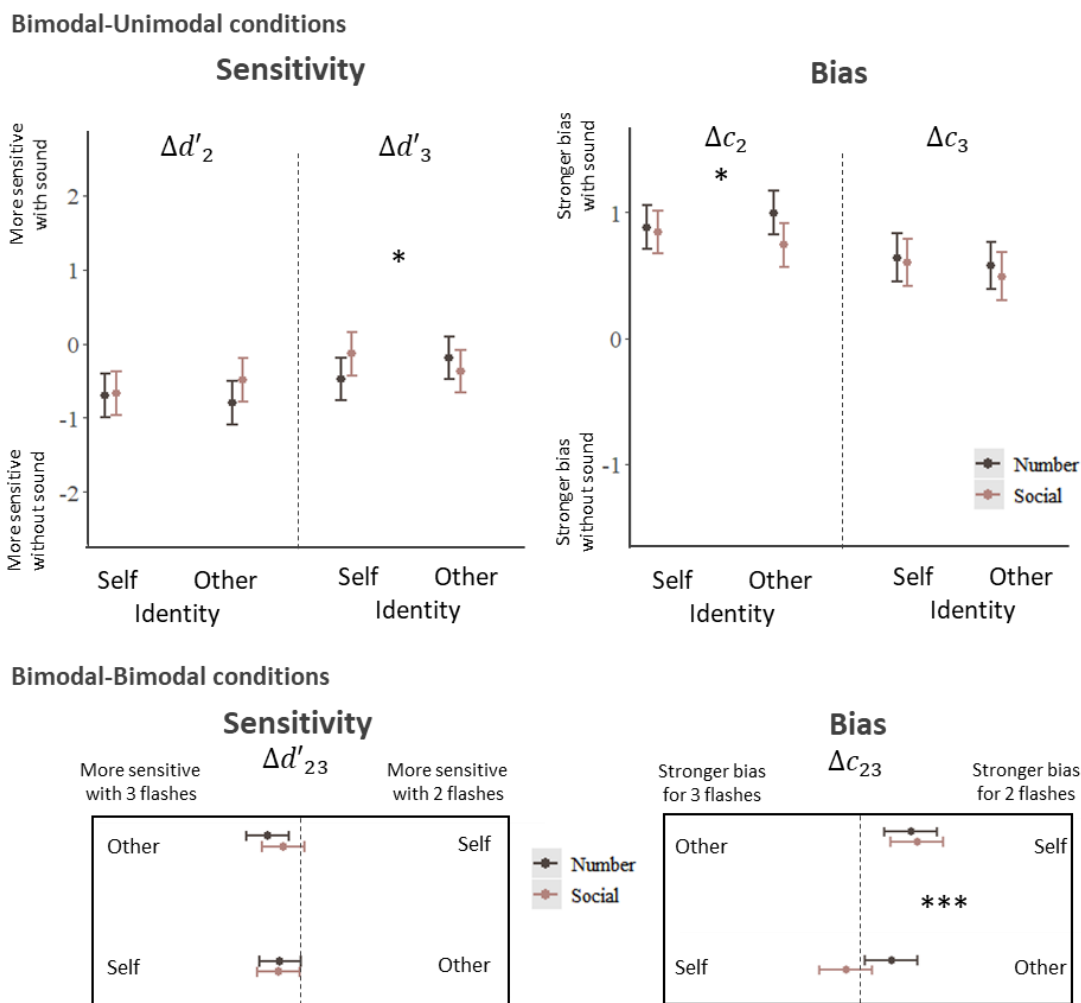 Bimodal-Unimodal conditions
Sensitivity
More sensitive
with sound
More sensitive
without sound
Δd′₂
Δd′₃
2
1
0
-1
-2
*
Self
Other
Self
Other
Identity
Identity
Bias
Stronger bias
with sound
Stronger bias
without sound
Δc₂
Δc₃
*
1
0
-1
Number
Social
Self
Other
Self
Other
Identity
Identity
Bimodal-Bimodal conditions
Sensitivity
Δd′₂₃
More sensitive
with 3 flashes
More sensitive
with 2 flashes
Other
Self
Self
Other
Number
Social
Bias
Δc₂₃
Stronger bias
for 3 flashes
Stronger bias
for 2 flashes
Other
Self
***
Self
Other